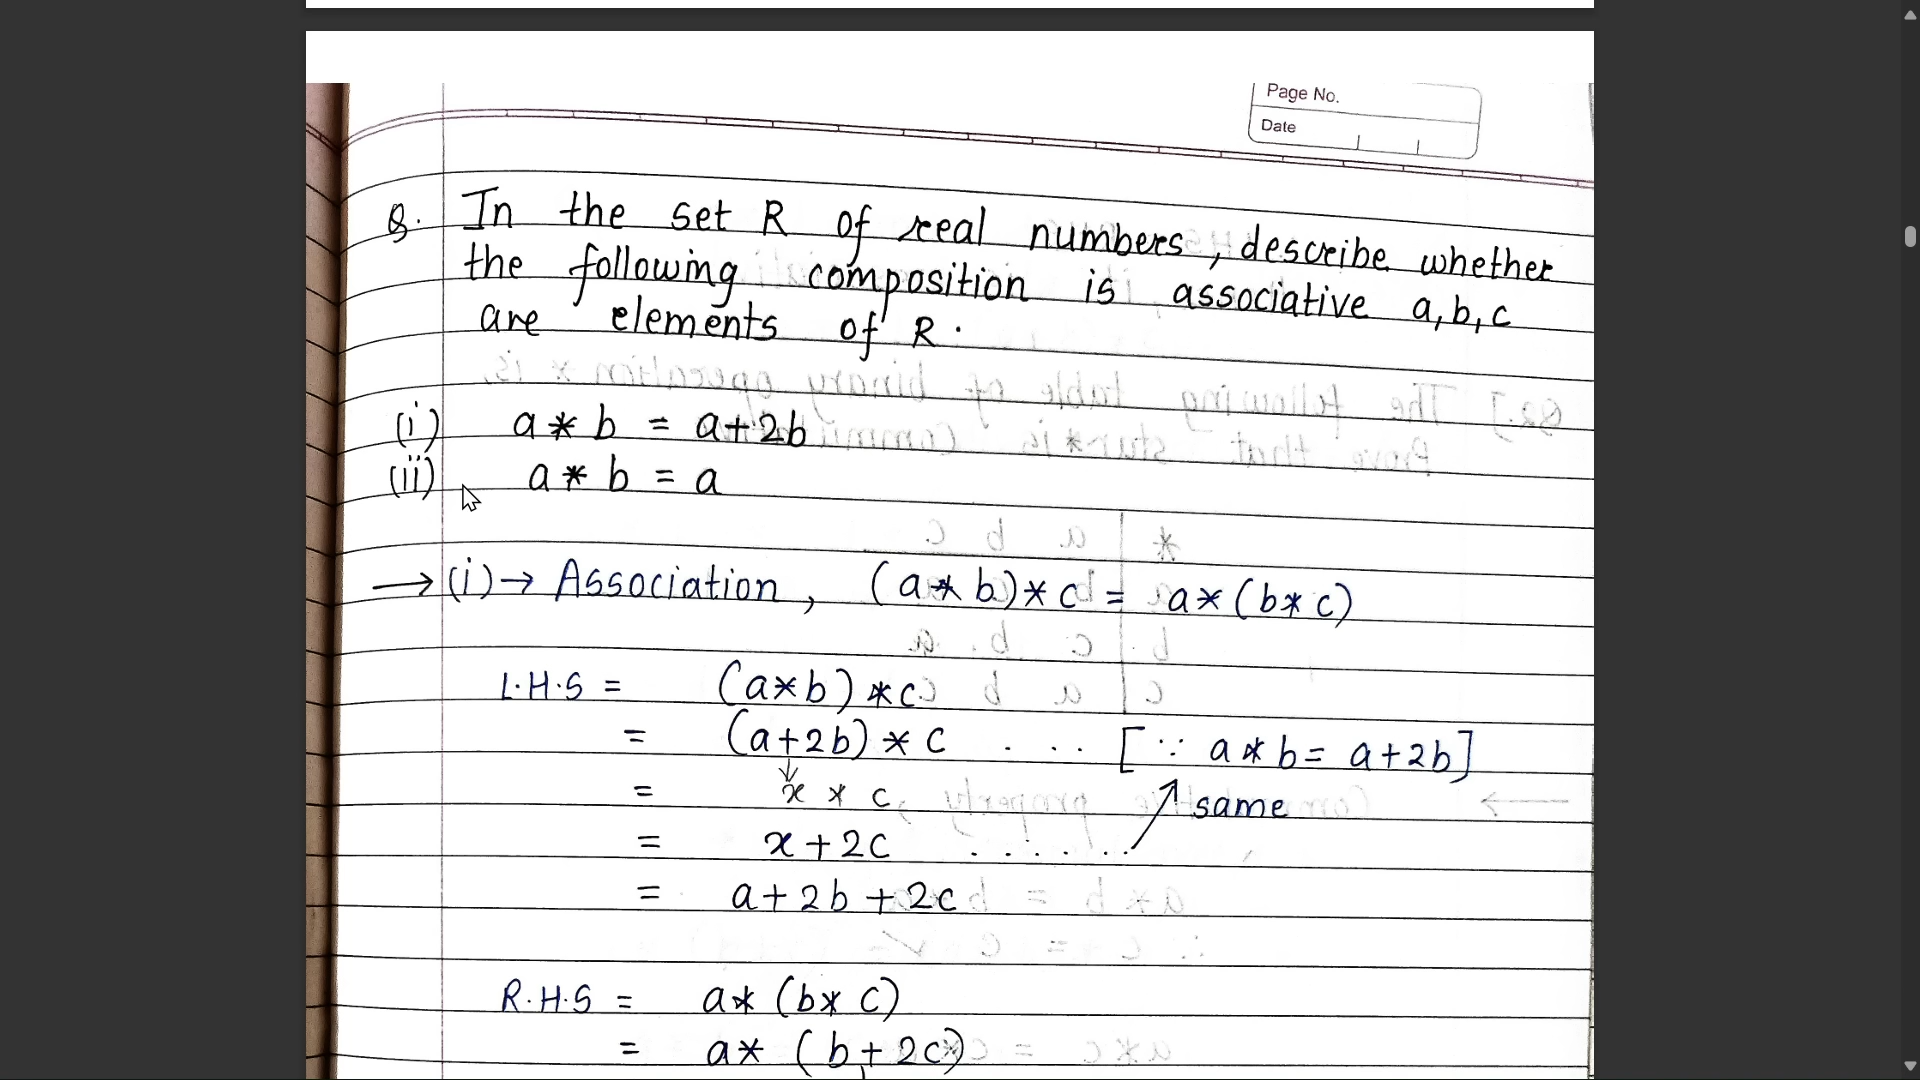 Page No.
Date
Q. In the set R of real numbers, describe whether
the following composition is associative a,b,c
are elements of R.
(i) a * b = a+2b
(ii) a * b = a
→ (i) → Association, (a * b) * c = a * (b * c)
L.H.S = (a * b) * c
= (a+2b) * c .... [∵ a * b = a+2b]
↓
= x * c ↗ same
= x + 2c ......
= a + 2b + 2c
R.H.S = a * (b * c)
= a * (b + 2c)